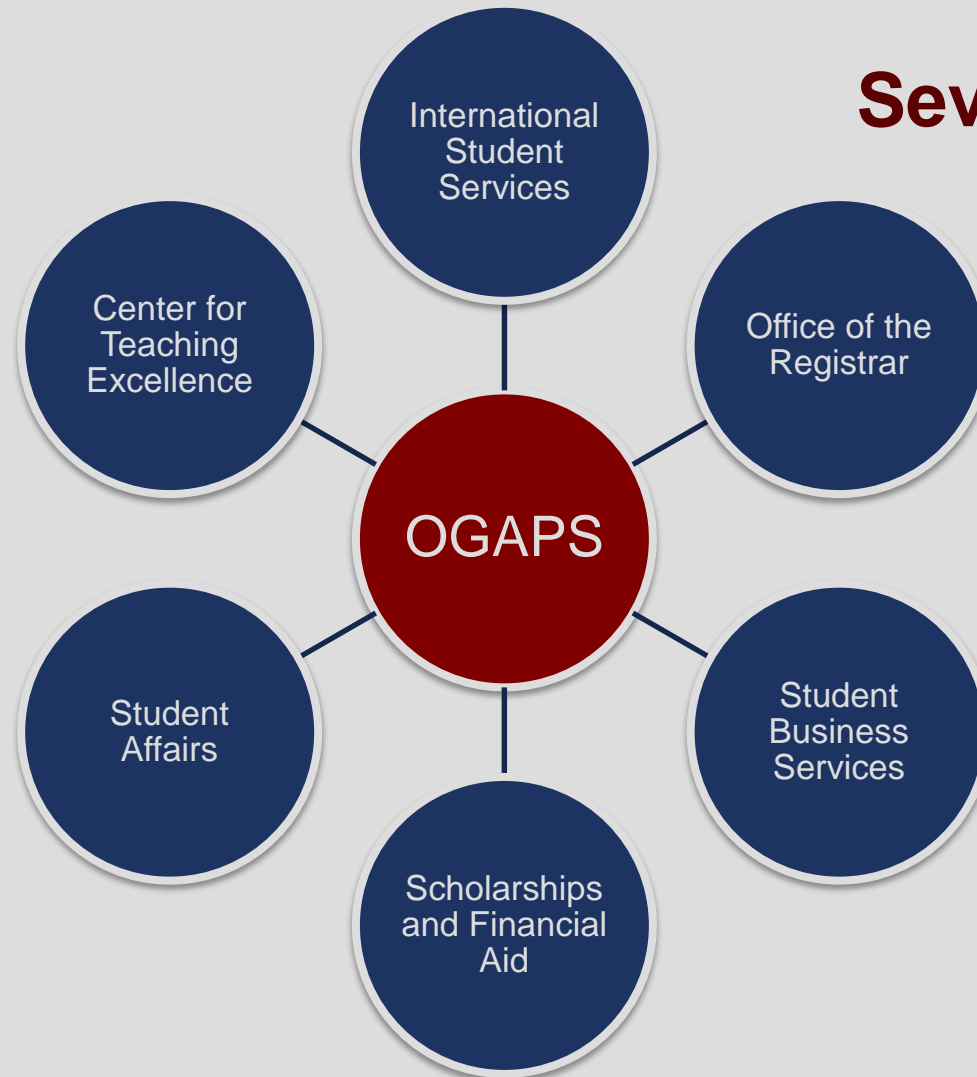 Sev
International
Student
Services
Center for
Teaching
Excellence
Office of the
Registrar
OGAPS
Student
Affairs
Student
Business
Services
Scholarships
and Financial
Aid